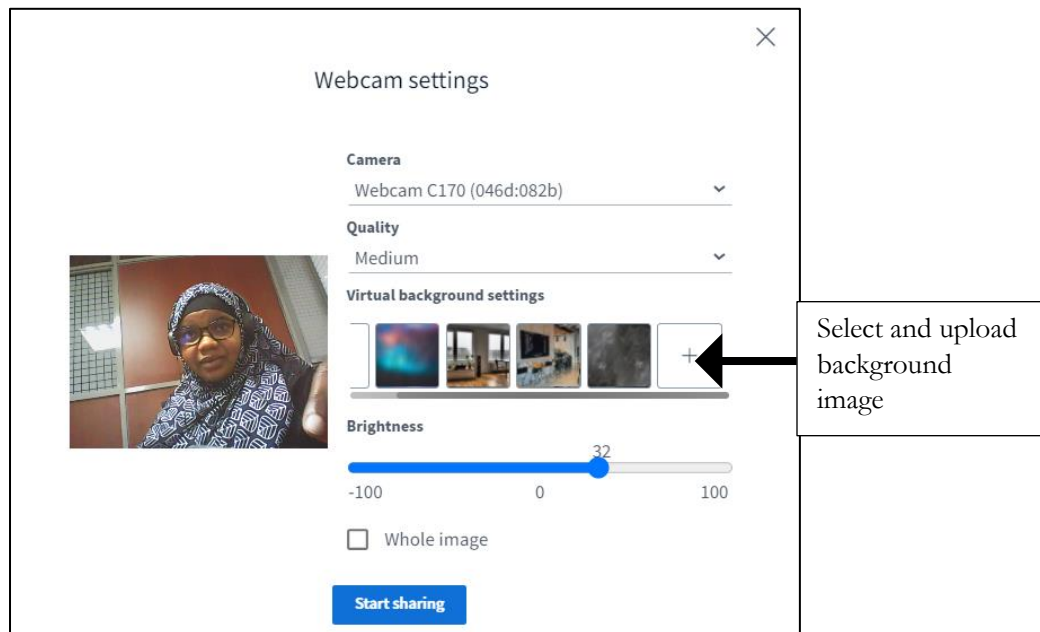 Webcam settings
Camera
Webcam C170 (046d:082b)
Quality
Medium
Virtual background settings
Select and upload
background
image
Brightness
32
-100 0 100
Whole image
Start sharing